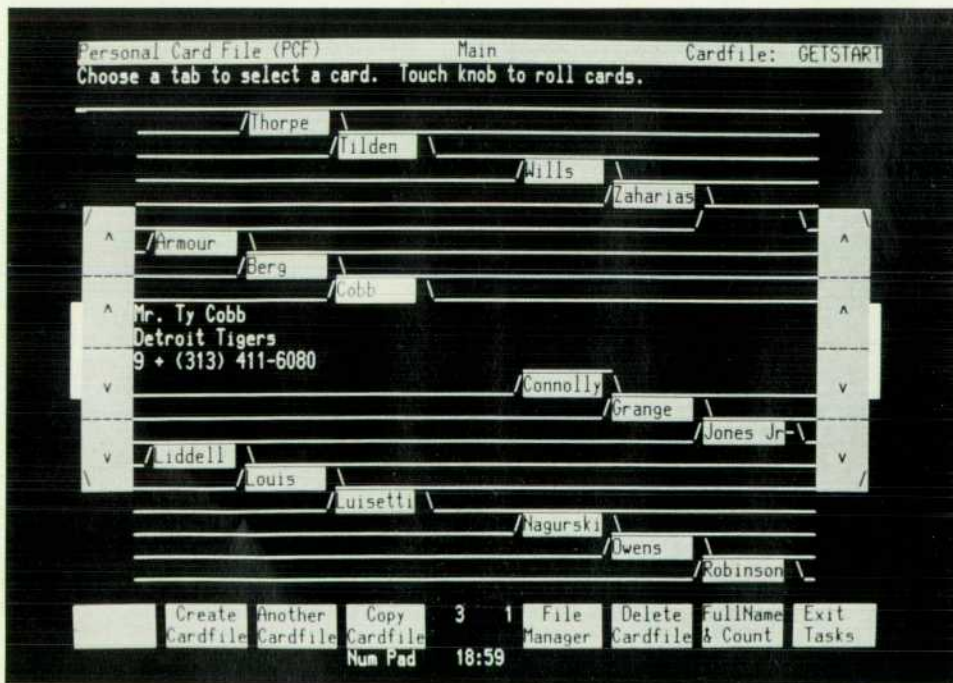 Personal Card File (PCF) Main Cardfile: GETSTART
Choose a tab to select a card. Touch knob to roll cards.
Thorpe
Tilden
Wills
Zaharias
Armour
Berg
Cobb
Mr. Ty Cobb
Detroit Tigers
9 + (313) 411-6080
Connolly
Grange
Jones Jr
Liddell
Louis
Luisetti
Nagurski
Owens
Robinson
Create Another Copy 3 1 File Delete FullName Exit
Cardfile Cardfile Cardfile Manager Cardfile & Count Tasks
Num Pad 18:59